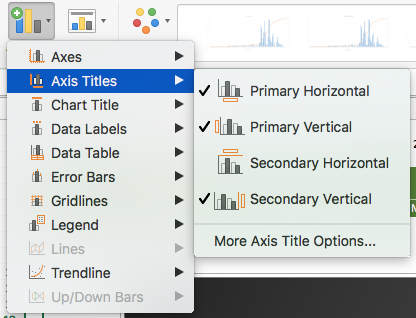 Axes
Axis Titles
Chart Title
Data Labels
Data Table
Error Bars
Gridlines
Legend
Lines
Trendline
Up/Down Bars
Primary Horizontal
Primary Vertical
Secondary Horizontal
Secondary Vertical
More Axis Title Options...